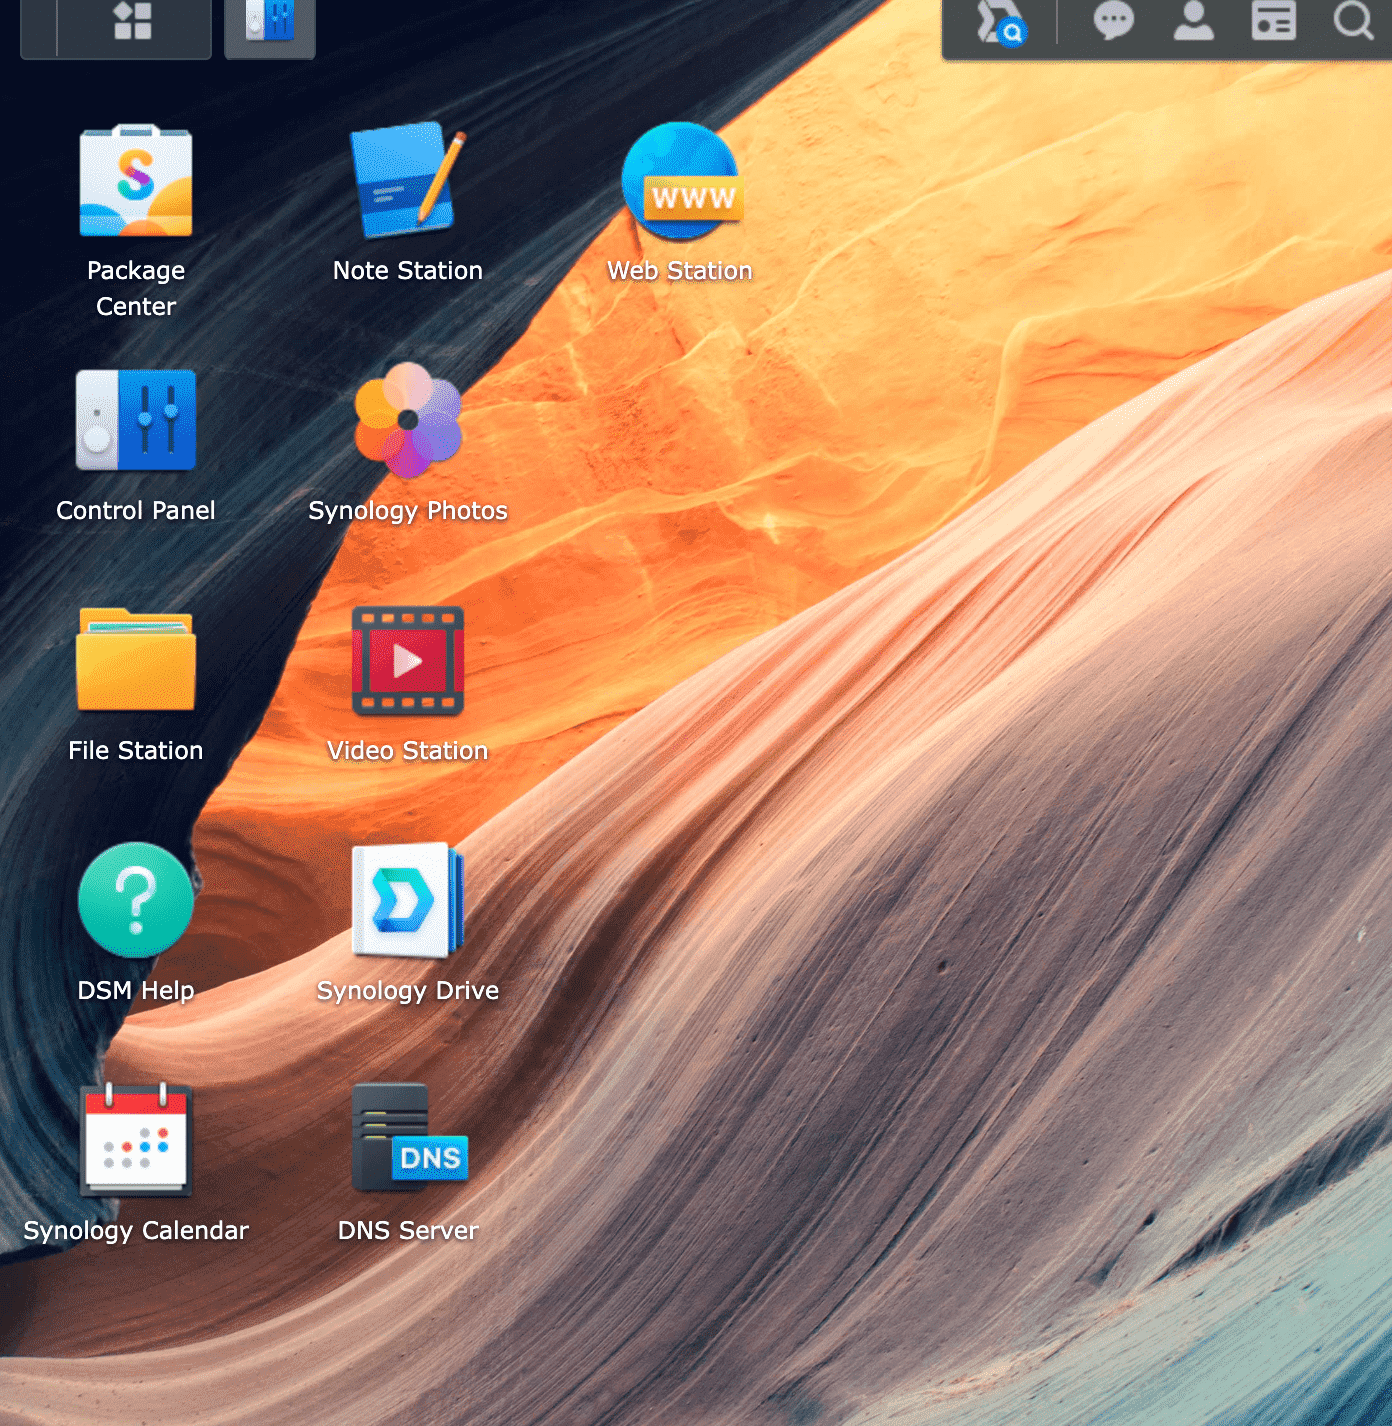 Package
Center
Note Station
WWW
Web Station
Control Panel
Synology Photos
File Station
Video Station
?
DSM Help
Synology Drive
Synology Calendar
DNS
DNS Server